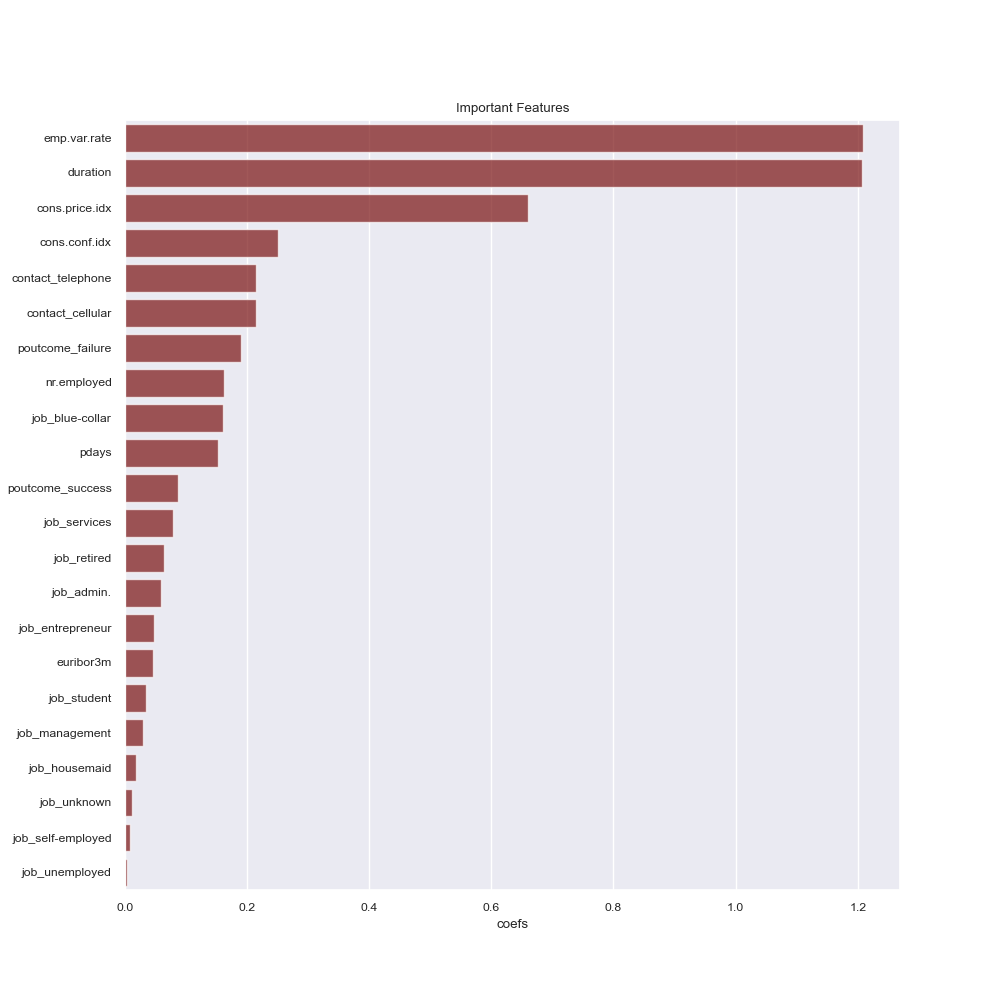 Important Features
emp.var.rate
duration
cons.price.idx
cons.conf.idx
contact_telephone
contact_cellular
poutcome_failure
nr.employed
job_blue-collar
pdays
poutcome_success
job_services
job_retired
job_admin.
job_entrepreneur
euribor3m
job_student
job_management
job_housemaid
job_unknown
job_self-employed
job_unemployed
0.0 0.2 0.4 0.6 0.8 1.0 1.2
coefs